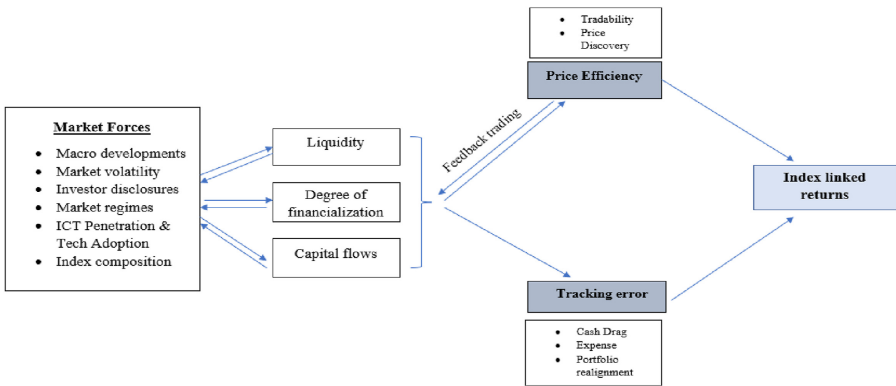 Market Forces
Macro developments
Market volatility
Investor disclosures
Market regimes
ICT Penetration &
Tech Adoption
Index composition
Liquidity
Degree of
financialization
Capital flows
Feedback trading
Tradability
Price
Discovery
Price Efficiency
Tracking error
Cash Drag
Expense
Portfolio
realignment
Index linked
returns